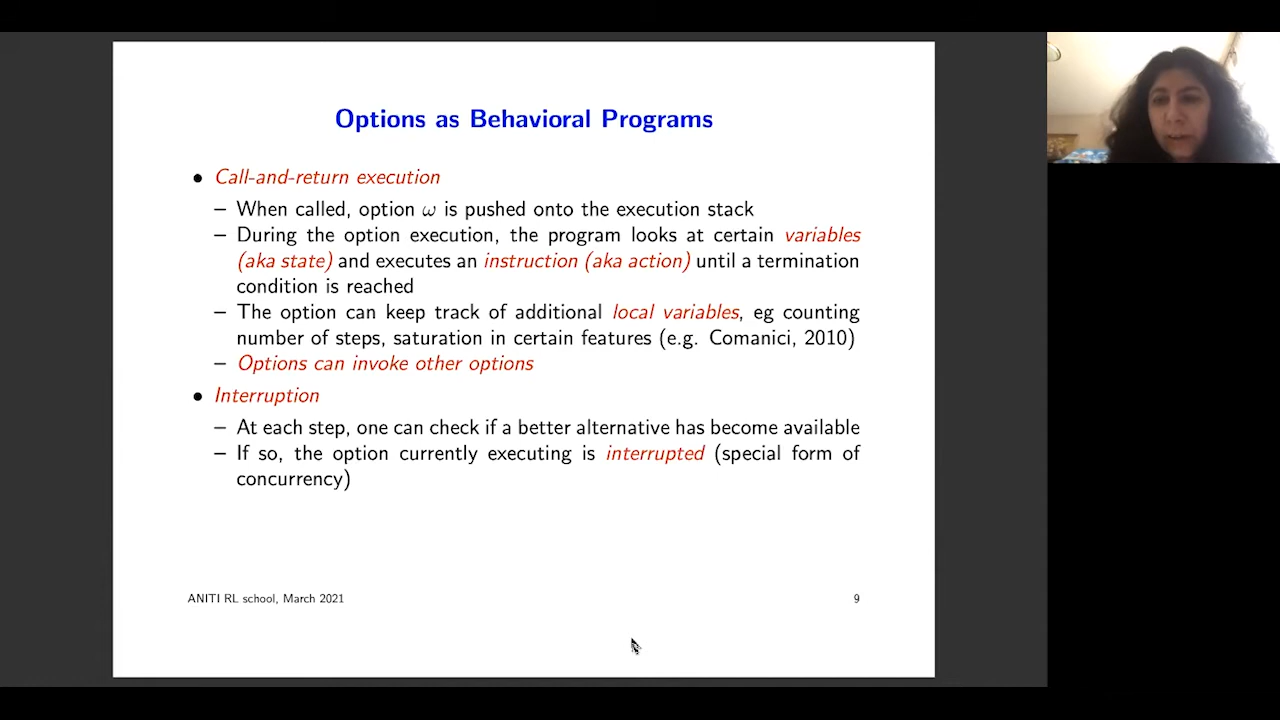 Options as Behavioral Programs
• Call-and-return execution
– When called, option ω is pushed onto the execution stack
– During the option execution, the program looks at certain variables
(aka state) and executes an instruction (aka action) until a termination
condition is reached
– The option can keep track of additional local variables, eg counting
number of steps, saturation in certain features (e.g. Comanici, 2010)
– Options can invoke other options
• Interruption
– At each step, one can check if a better alternative has become available
– If so, the option currently executing is interrupted (special form of
concurrency)
ANITI RL school, March 2021
9